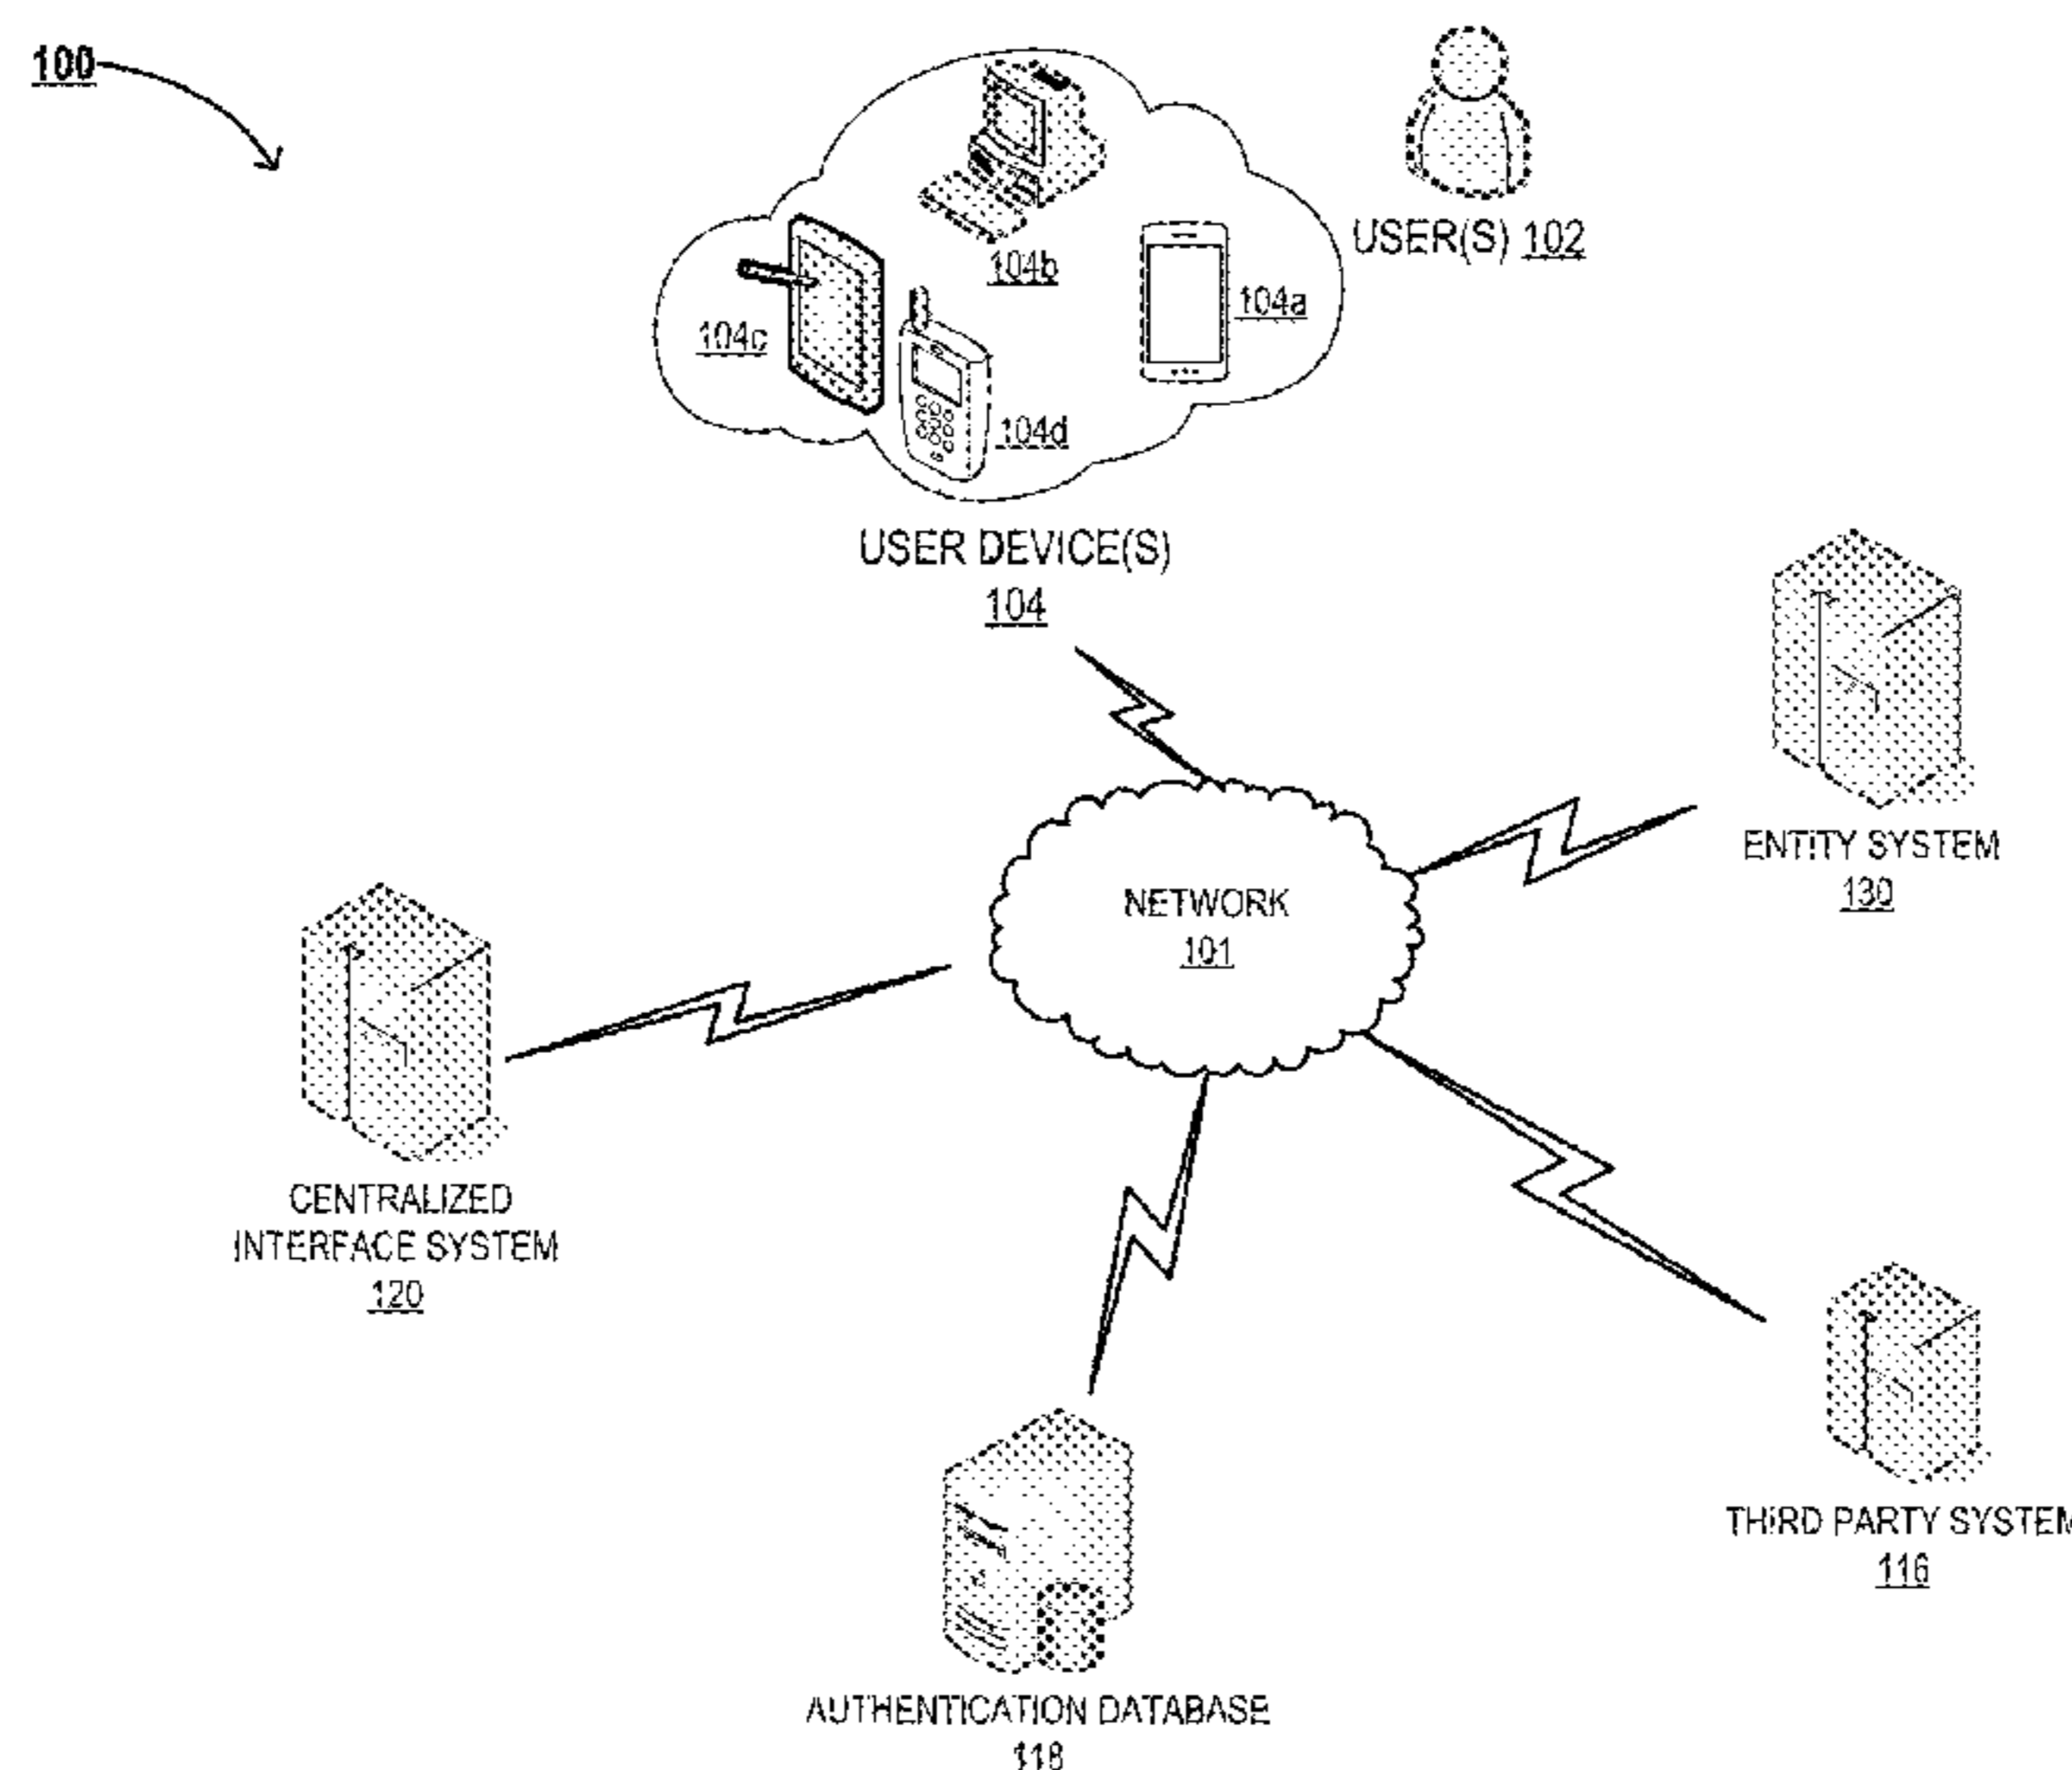 100
USER(S) 102
104b
104a
104c
104d
USER DEVICE(S)
104
ENTITY SYSTEM
130
NETWORK
101
CENTRALIZED
INTERFACE SYSTEM
120
THIRD PARTY SYSTEM
116
AUTHENTICATION DATABASE
118